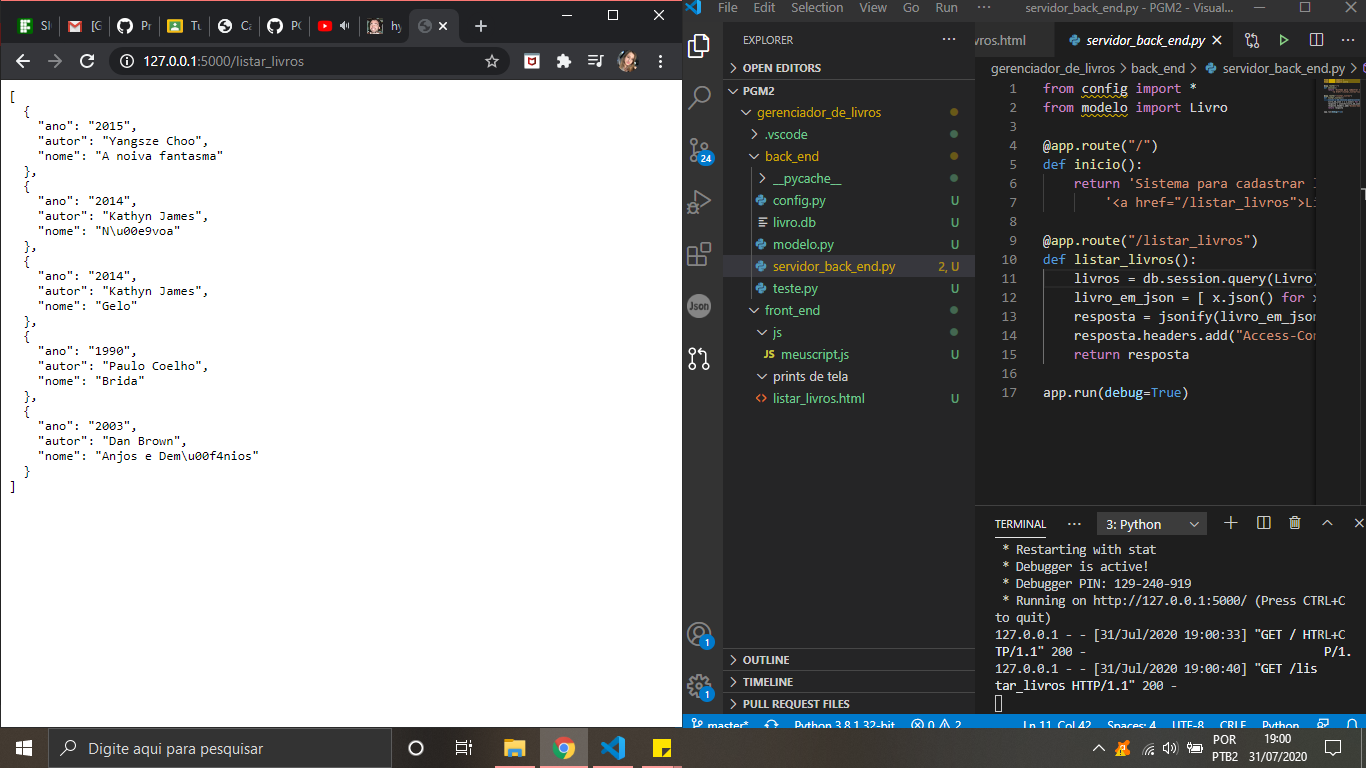 Sl
[G
Pr
Tu
Ca
PC
hy
127.0.0.1:5000/listar_livros
[
{
"ano": "2015",
"autor": "Yangsze Choo",
"nome": "A noiva fantasma"
},
{
"ano": "2014",
"autor": "Kathyn James",
"nome": "N\u00e9voa"
},
{
"ano": "2014",
"autor": "Kathyn James",
"nome": "Gelo"
},
{
"ano": "1990",
"autor": "Paulo Coelho",
"nome": "Brida"
},
{
"ano": "2003",
"autor": "Dan Brown",
"nome": "Anjos e Dem\u00f4nios"
}
]
File Edit Selection View Go Run ··· servidor_back_end.py - PGM2 - Visual...
EXPLORER ···
OPEN EDITORS
PGM2
gerenciador_de_livros
.vscode
24
back_end
__pycache__
config.py U
livro.db
modelo.py U
servidor_back_end.py 2, U
teste.py U
Json
front_end
js
JS meuscript.js U
prints de tela
listar_livros.html U
OUTLINE
TIMELINE
PULL REQUEST FILES
1
1
vros.html servidor_back_end.py
gerenciador_de_livros > back_end > servidor_back_end.py >
1 from config import *
2 from modelo import Livro
3
4 @app.route("/")
5 def inicio():
6 return 'Sistema para cadastrar
7 '<a href="/listar_livros">Li
8
9 @app.route("/listar_livros")
10 def listar_livros():
11 livros = db.session.query(Livro)
12 livro_em_json = [ x.json() for x
13 resposta = jsonify(livro_em_json
14 resposta.headers.add("Access-Con
15 return resposta
16
17 app.run(debug=True)
TERMINAL ··· 3: Python
* Restarting with stat
* Debugger is active!
* Debugger PIN: 129-240-919
* Running on http://127.0.0.1:5000/ (Press CTRL+C
to quit)
127.0.0.1 - - [31/Jul/2020 19:00:33] "GET / HTRL+C
TP/1.1" 200 - P/1.
127.0.0.1 - - [31/Jul/2020 19:00:40] "GET /lis
tar_livros HTTP/1.1" 200 -
master* Python 3.8.1 32-bit 0 2 Ln 11, Col 42 Spaces: 4 UTF-8 CRLF Python
Digite aqui para pesquisar
POR
PTB2
19:00
31/07/2020